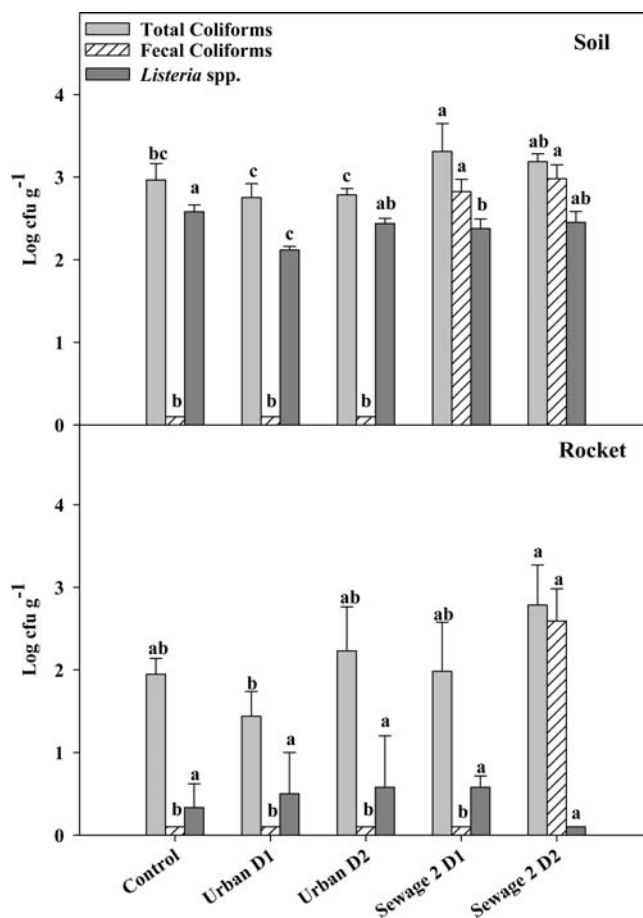 Total Coliforms
Fecal Coliforms
Listeria spp.
Soil
4
3
2
1
0
Log cfu g-1
bc
b
a
c
b
c
c
b
ab
a
a
b
ab
a
ab
Rocket
4
3
2
1
0
Log cfu g-1
ab
b
a
b
b
a
ab
b
a
ab
b
a
a
a
a
Control
Urban D1
Urban D2
Sewage 2 D1
Sewage 2 D2